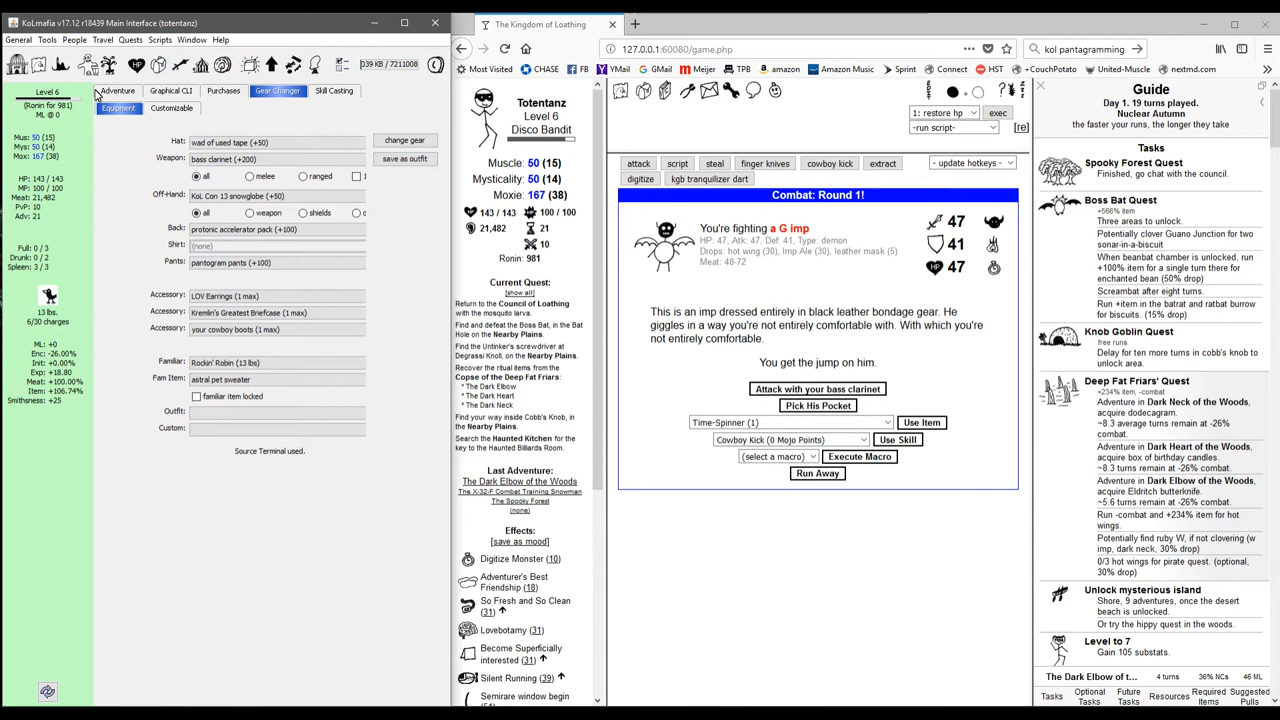 KoLmafia v17.12 r18439 Main Interface (totentanz)
General Tools People Travel Quests Scripts Window Help
339 KB / 7211008
Level 6
(Ronin for 981)
ML @ 0
Mus: 50 (15)
Mys: 50 (14)
Mox: 167 (38)
HP: 143 / 143
MP: 100 / 100
Meat: 21,482
PvP: 10
Adv: 21
Full: 0 / 3
Drunk: 0 / 2
Spleen: 3 / 3
13 lbs.
6/30 charges
ML: +0
Enc: -26.00%
Init: +0.00%
Exp: +18.80
Meat: +100.00%
Item: +106.74%
Smithsness: +25
Adventure Graphical CLI Purchases Gear Changer Skill Casting
Equipment Customizable
Hat: wad of used tape (+50)
Weapon: bass clarinet (+200)
all melee ranged
Off-Hand: KoL Con 13 snowglobe (+50)
all weapon shields
Back: protonic accelerator pack (+00)
Shirt: (none)
Pants: pantogram pants (+100)
Accessory: LOV Earrings (1 max)
Accessory: Kremlin's Greatest Briefcase (1 max)
Accessory: your cowboy boots (1 max)
Familiar: Rockin' Robin (13 lbs)
Fam Item: astral pet sweater
familiar item locked
Outfit:
Custom:
Source Terminal used.
change gear
save as outfit
The Kingdom of Loathing
127.0.0.1:60080/game.php
kol pantagramming
Most Visited CHASE FB YMail GMail Meijer TPB amazon Amazon Music Sprint Connect HST +CouchPotato United-Muscle nextmd.com
Totentanz
Level 6
Disco Bandit
Muscle: 50 (15)
Mysticality: 50 (14)
Moxie: 167 (38)
143 / 143 100 / 100
21,482 21
10
Ronin: 981
Current Quest:
[show all]
Return to the Council of Loathing
with the mosquito larva.
Find and defeat the Boss Bat, in the Bat
Hole on the Nearby Plains.
Find the Untinker's screwdriver at
Degrassi Knoll, on the Nearby Plains.
Recover the ritual items from the
Copse of the Deep Fat Friars:
* The Dark Elbow
* The Dark Heart
* The Dark Neck
Find your way inside Cobb's Knob, in
the Nearby Plains.
Search the Haunted Kitchen for the
key to the Haunted Billiards Room.
Last Adventure:
The Dark Elbow of the Woods
The X-32-F Combat Training Snowman
The Spooky Forest
(none)
Effects:
[save as mood]
Digitize Monster (10)
Adventurer's Best
Friendship (18)
So Fresh and So Clean
(31)
Lovebotamy (31)
Become Superficially
interested (31)
Silent Running (39)
Semirare window begin
1: restore hp exec
-run script- [re]
attack script steal finger knives cowboy kick extract - update hotkeys -
digitize kgb tranquilizer dart
Combat: Round 1!
You're fighting a G imp
HP: 47, Atk: 47, Def: 41, Type: demon
Drops: hot wing (30), Imp Ale (30), leather mask (5)
Meat: 48-72
47
41
47
This is an imp dressed entirely in black leather bondage gear. He
giggles in a way you're not entirely comfortable with. With which you're
not entirely comfortable.
You get the jump on him.
Attack with your bass clarinet
Pick His Pocket
Time-Spinner (1) Use Item
Cowboy Kick (0 Mojo Points) Use Skill
(select a macro) Execute Macro
Run Away
Guide
Day 1. 19 turns played.
Nuclear Autumn
the faster your runs, the longer they take
Tasks
Spooky Forest Quest
Finished, go chat with the council.
Boss Bat Quest
+566% item
Three areas to unlock.
Potentially clover Guano Junction for two
sonar-in-a-biscuit
When beanbat chamber is unlocked, run
+100% item for a single turn there for
enchanted bean (50% drop)
Screambat after eight turns.
Run +item in the batrat and ratbat burrow
for biscuits. (15% drop)
Knob Goblin Quest
free runs
Delay for ten more turns in cobb's knob to
unlock area.
Deep Fat Friars' Quest
+234% item, -combat
Adventure in Dark Neck of the Woods,
acquire dodecagram.
~8.3 average turns remain at -26%
combat.
Adventure in Dark Heart of the Woods,
acquire box of birthday candles.
~8.3 turns remain at -26% combat.
Adventure in Dark Elbow of the Woods,
acquire Eldritch butterknife.
~5.6 turns remain at -26% combat.
Run -combat and +234% item for hot
wings.
Potentially find ruby W, if not clovering (w
imp, dark neck, 30% drop)
0/3 hot wings for pirate quest. (optional,
30% drop)
Unlock mysterious island
Shore, 9 adventures, once the desert
beach is unlocked.
Or try the hippy quest in the woods.
Level to 7
Gain 105 substats.
The Dark Elbow of t... 4 turns 36% NCs 46 ML
Tasks Optional Tasks Future Tasks Resources Required Items Suggested Pulls